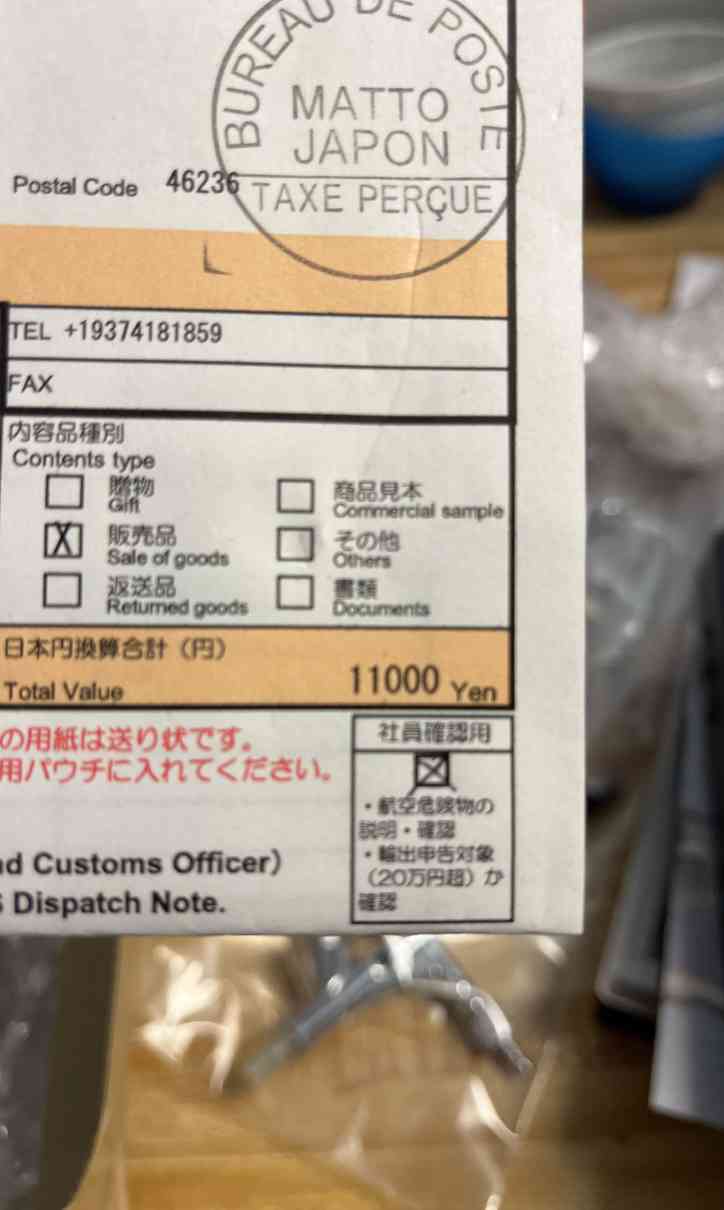 BUREAU DE POSTE
MATTO
JAPON
TAXE PERÇUE
Postal Code 46236
TEL +19374181859
FAX
内容品種別
Contents type
贈物
Gift
商品見本
Commercial sample
X 販売品
Sale of goods
その他
Others
返送品
Returned goods
書類
Documents
日本円換算合計（円）
Total Value 11000 Yen
の用紙は送り状です。
用パウチに入れてください。
社員確認用
・航空危険物の
説明・確認
・輸出申告対象
（20万円超）か
確認
nd Customs Officer)
Dispatch Note.